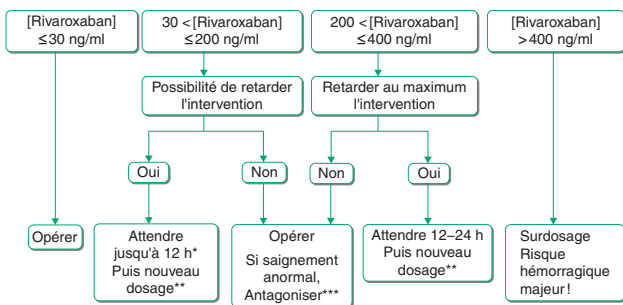 [Rivaroxaban]
≤30 ng/ml
30 <[Rivaroxaban]
≤200 ng/ml
200 <[Rivaroxaban]
≤400 ng/ml
[Rivaroxaban]
>400 ng/ml
Possibilité de retarder
l'intervention
Retarder au maximum
l'intervention
Oui
Non
Non
Oui
Opérer
Attendre
jusqu'à 12 h*
Puis nouveau
dosage**
Opérer
Si saignement
anormal,
Antagoniser***
Attendre 12–24 h
Puis nouveau
dosage**
Surdosage
Risque
hémorragique
majeur !